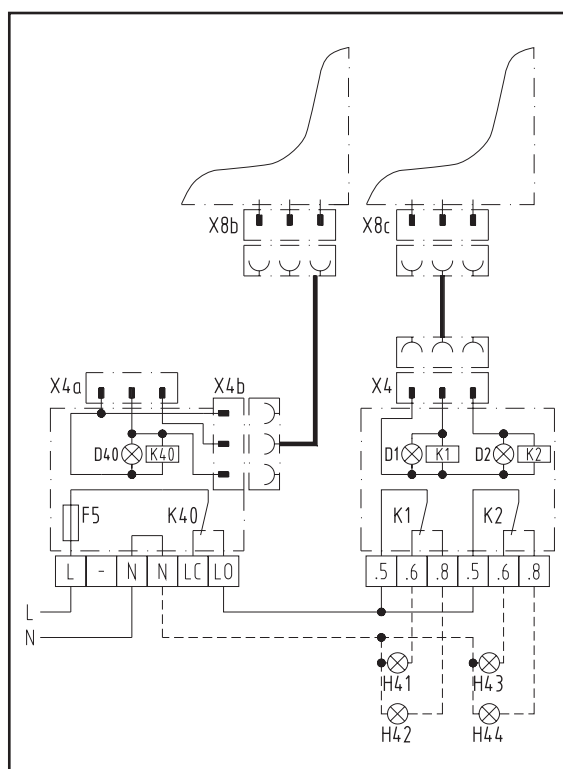 X8b X8c
X4a X4b X4
D40 K40 D1 K1 D2 K2
F5 K40 K1 K2
L - N N LC LO .5 .6 .8 .5 .6 .8
L
N
H41 H43
H42 H44